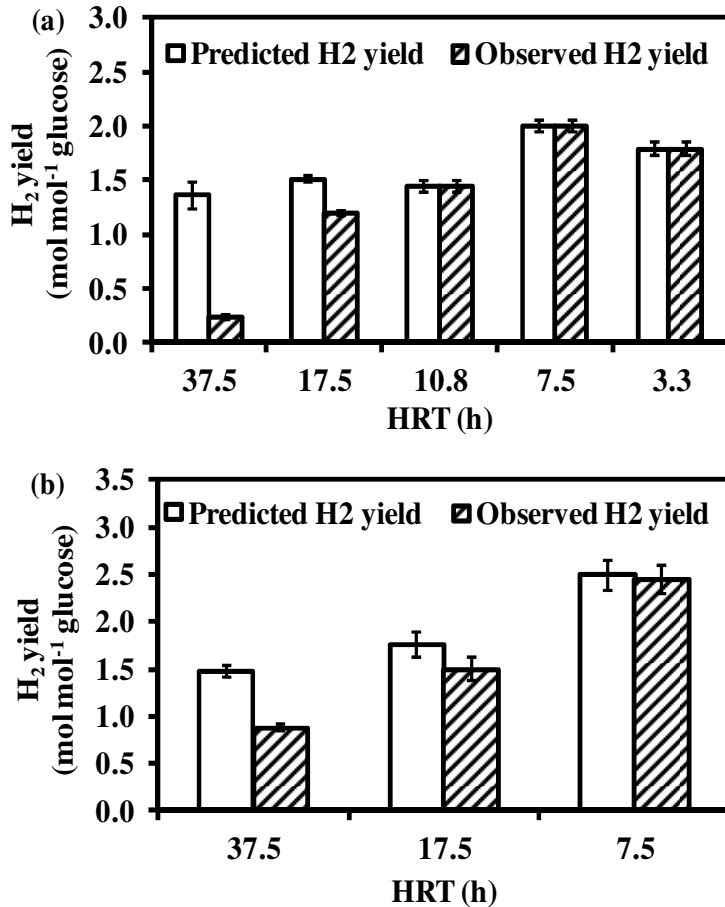 (a)
3.0
2.5
2.0
1.5
1.0
0.5
0.0
H₂ yield
(mol mol⁻¹ glucose)
Predicted H2 yield Observed H2 yield
37.5 17.5 10.8 7.5 3.3
HRT (h)
(b)
3.5
3.0
2.5
2.0
1.5
1.0
0.5
0.0
H₂ yield
(mol mol⁻¹ glucose)
Predicted H2 yield Observed H2 yield
37.5 17.5 7.5
HRT (h)